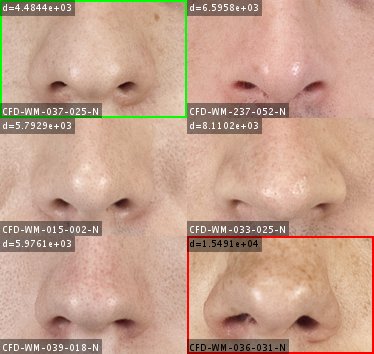 d=4.4844e+03
CFD-WM-037-025-N
d=6.5958e+03
CFD-WM-237-052-N
d=5.7929e+03
CFD-WM-015-002-N
d=8.1102e+03
CFD-WM-033-025-N
d=5.9761e+03
CFD-WM-039-018-N
d=1.5491e+04
CFD-WM-036-031-N